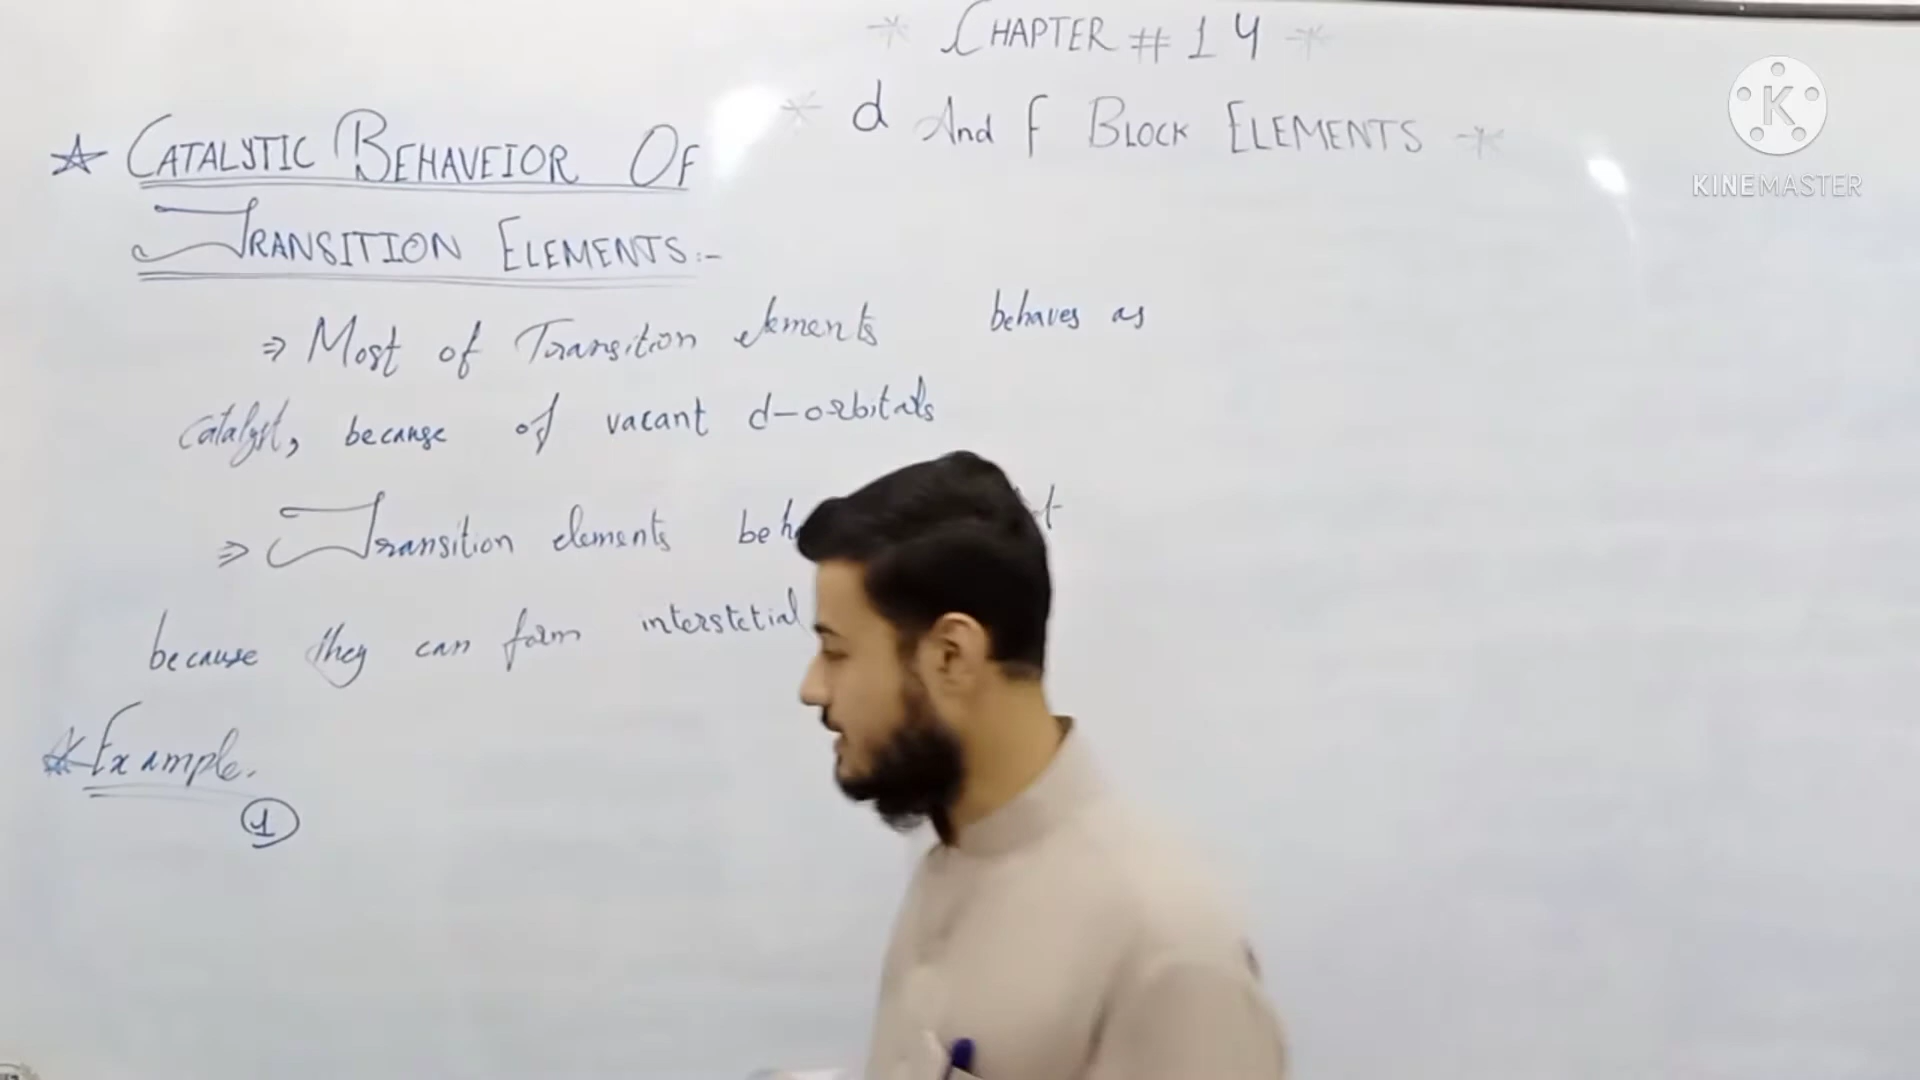 CHAPTER # 14
d And F BLOCK ELEMENTS
CATALYTIC BEHAVEIOR OF
TRANSITION ELEMENTS:-
⇒ Most of Transition elements behaves as
Catalyst, because of vacant d-orbitals
⇒ Transition elements
because they can form interstetial
Example.
1
K
KINEMASTER